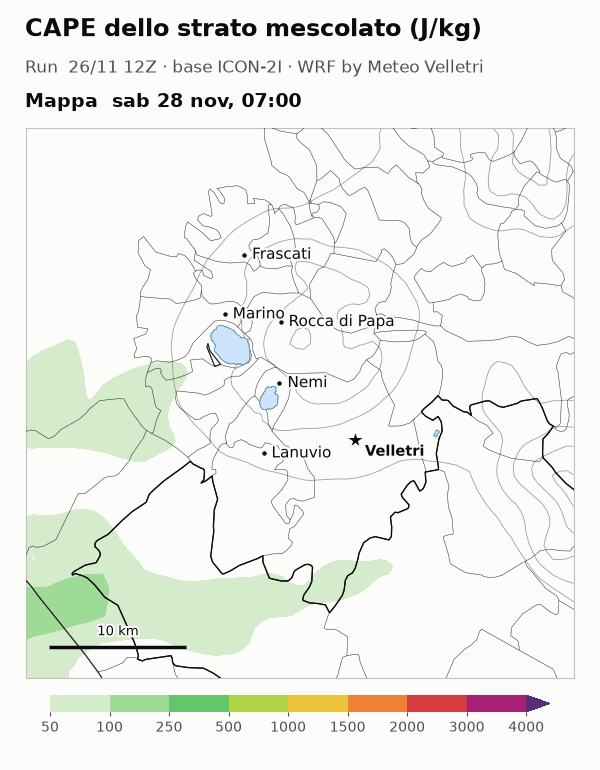 CAPE dello strato mescolato (J/kg)
Run  26/11 12Z · base ICON-2I · WRF by Meteo Velletri
Mappa  sab 28 nov, 07:00
Frascati
Marino
Rocca di Papa
Nemi
Velletri
Lanuvio
10 km
50 100 250 500 1000 1500 2000 3000 4000